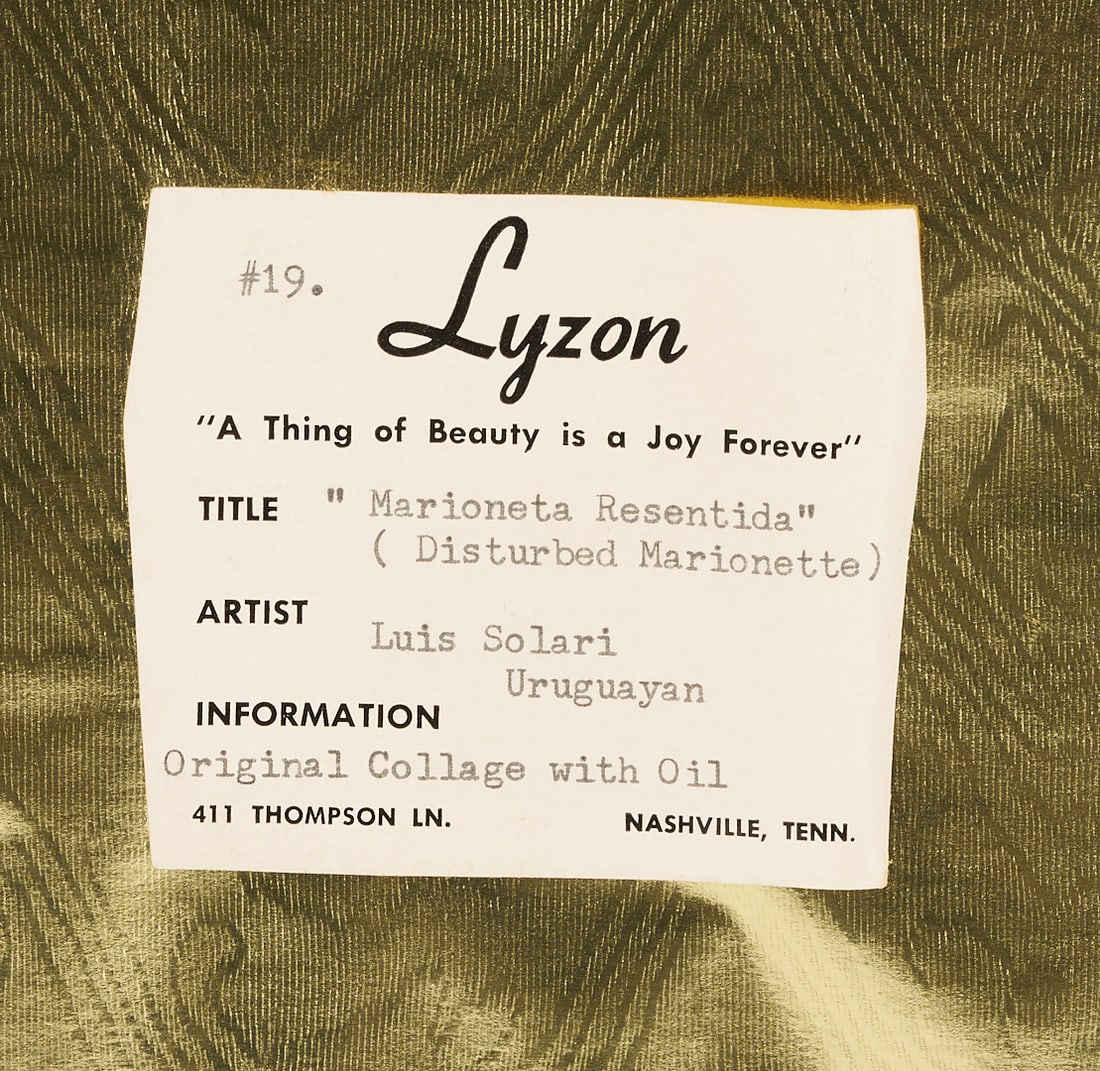 #19.
Lyzon
"A Thing of Beauty is a Joy Forever"
TITLE " Marioneta Resentida"
( Disturbed Marionette)
ARTIST
Luis Solari
Uruguayan
INFORMATION
Original Collage with Oil
411 THOMPSON LN. NASHVILLE, TENN.